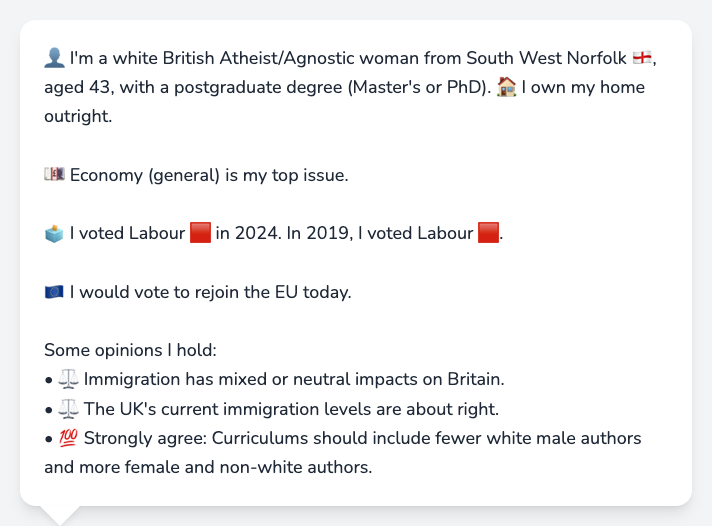 👤 I'm a white British Atheist/Agnostic woman from South West Norfolk 🏴󠁧󠁢󠁥󠁮󠁧󠁿,
aged 43, with a postgraduate degree (Master's or PhD). 🏠 I own my home
outright.
💷 Economy (general) is my top issue.
🗳️ I voted Labour 🟥 in 2024. In 2019, I voted Labour 🟥.
🇪🇺 I would vote to rejoin the EU today.
Some opinions I hold:
• ⚖️ Immigration has mixed or neutral impacts on Britain.
• ⚖️ The UK's current immigration levels are about right.
• 💯 Strongly agree: Curriculums should include fewer white male authors
and more female and non-white authors.